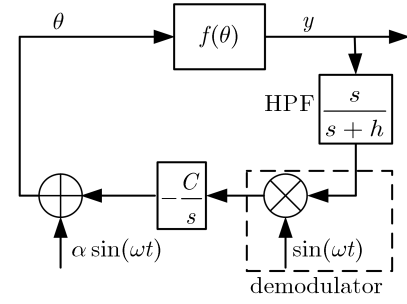 θ
f(θ)
y
HPF
s
s + h
− C
s
α sin(ωt)
sin(ωt)
demodulator